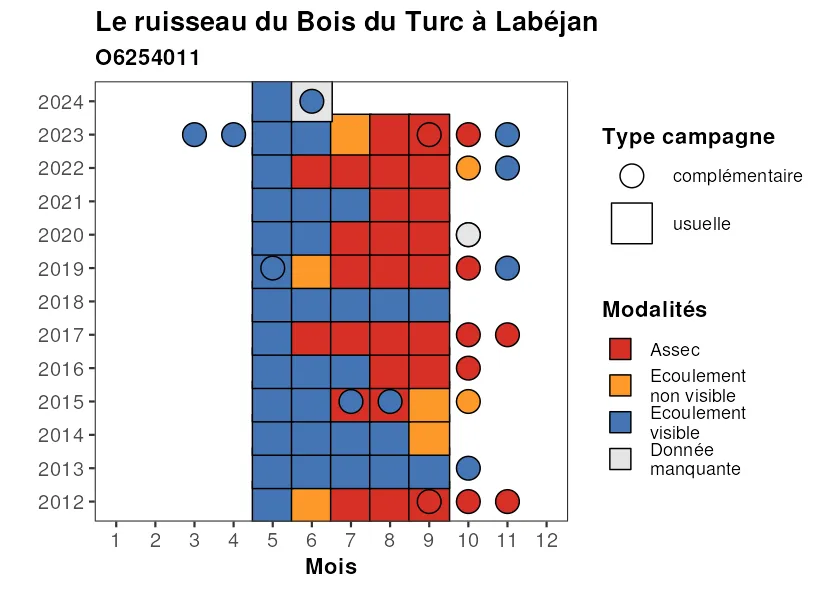 Le ruisseau du Bois du Turc à Labéjan
O6254011
2024
2023
2022
2021
2020
2019
2018
2017
2016
2015
2014
2013
2012
1 2 3 4 5 6 7 8 9 10 11 12
Mois
Type campagne
complémentaire
usuelle
Modalités
Assec
Ecoulement
non visible
Ecoulement
visible
Donnée
manquante